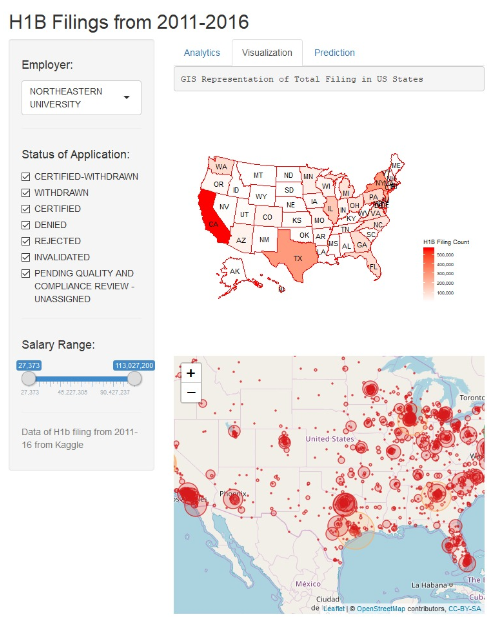 H1B Filings from 2011-2016
Employer:
NORTHEASTERN
UNIVERSITY
Status of Application:
CERTIFIED-WITHDRAWN
WITHDRAWN
CERTIFIED
DENIED
REJECTED
INVALIDATED
PENDING QUALITY AND
COMPLIANCE REVIEW -
UNASSIGNED
Salary Range:
27,373 113,027,200
27,373 45,227,305 90,427,237
Data of H1b filing from 2011-
16 from Kaggle
Analytics Visualization Prediction
GIS Representation of Total Filing in US States
WA MT ND MN ME
OR ID WY SD WI MI NY
NV UT CO NE IA IL IN OH PA
CA KS MO KY WV VA
AZ NM OK AR TN NC
TX LA MS AL GA SC
AK FL
H1B Filing Count
500,000
400,000
300,000
200,000
100,000
+
−
United States
Toronto
Phoenix
México
Ciudad
de
La Habana
The
Cuba
Leaflet | © OpenStreetMap contributors, CC-BY-SA